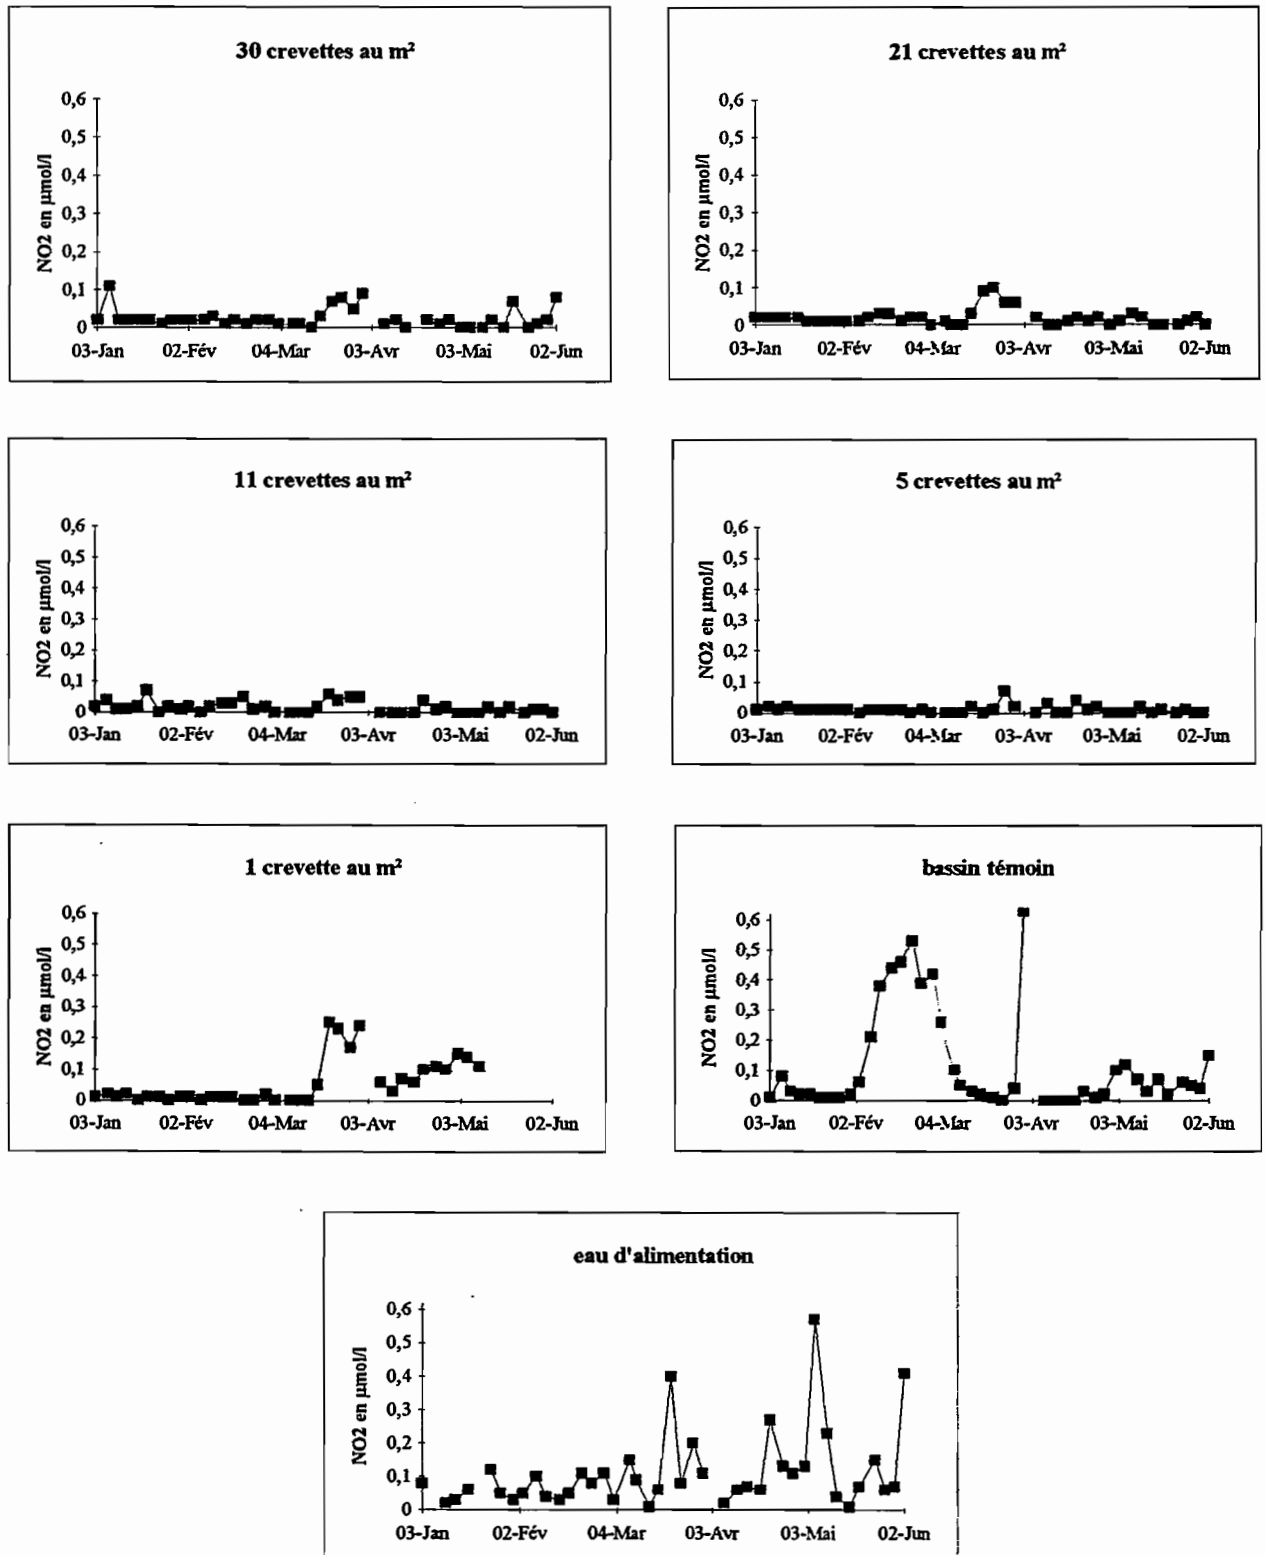 30 crevettes au m²
0,6
0,5
0,4
0,3
0,2
0,1
0
NO2 en µmol/l
03-Jan 02-Fév 04-Mar 03-Avr 03-Mai 02-Jun
21 crevettes au m²
0,6
0,5
0,4
0,3
0,2
0,1
0
NO2 en µmol/l
03-Jan 02-Fév 04-Mar 03-Avr 03-Mai 02-Jun
11 crevettes au m²
0,6
0,5
0,4
0,3
0,2
0,1
0
NO2 en µmol/l
03-Jan 02-Fév 04-Mar 03-Avr 03-Mai 02-Jun
5 crevettes au m²
0,6
0,5
0,4
0,3
0,2
0,1
0
NO2 en µmol/l
03-Jan 02-Fév 04-Mar 03-Avr 03-Mai 02-Jun
1 crevette au m²
0,6
0,5
0,4
0,3
0,2
0,1
0
NO2 en µmol/l
03-Jan 02-Fév 04-Mar 03-Avr 03-Mai 02-Jun
bassin témoin
0,6
0,5
0,4
0,3
0,2
0,1
0
NO2 en µmol/l
03-Jan 02-Fév 04-Mar 03-Avr 03-Mai 02-Jun
eau d'alimentation
0,6
0,5
0,4
0,3
0,2
0,1
0
NO2 en µmol/l
03-Jan 02-Fév 04-Mar 03-Avr 03-Mai 02-Jun